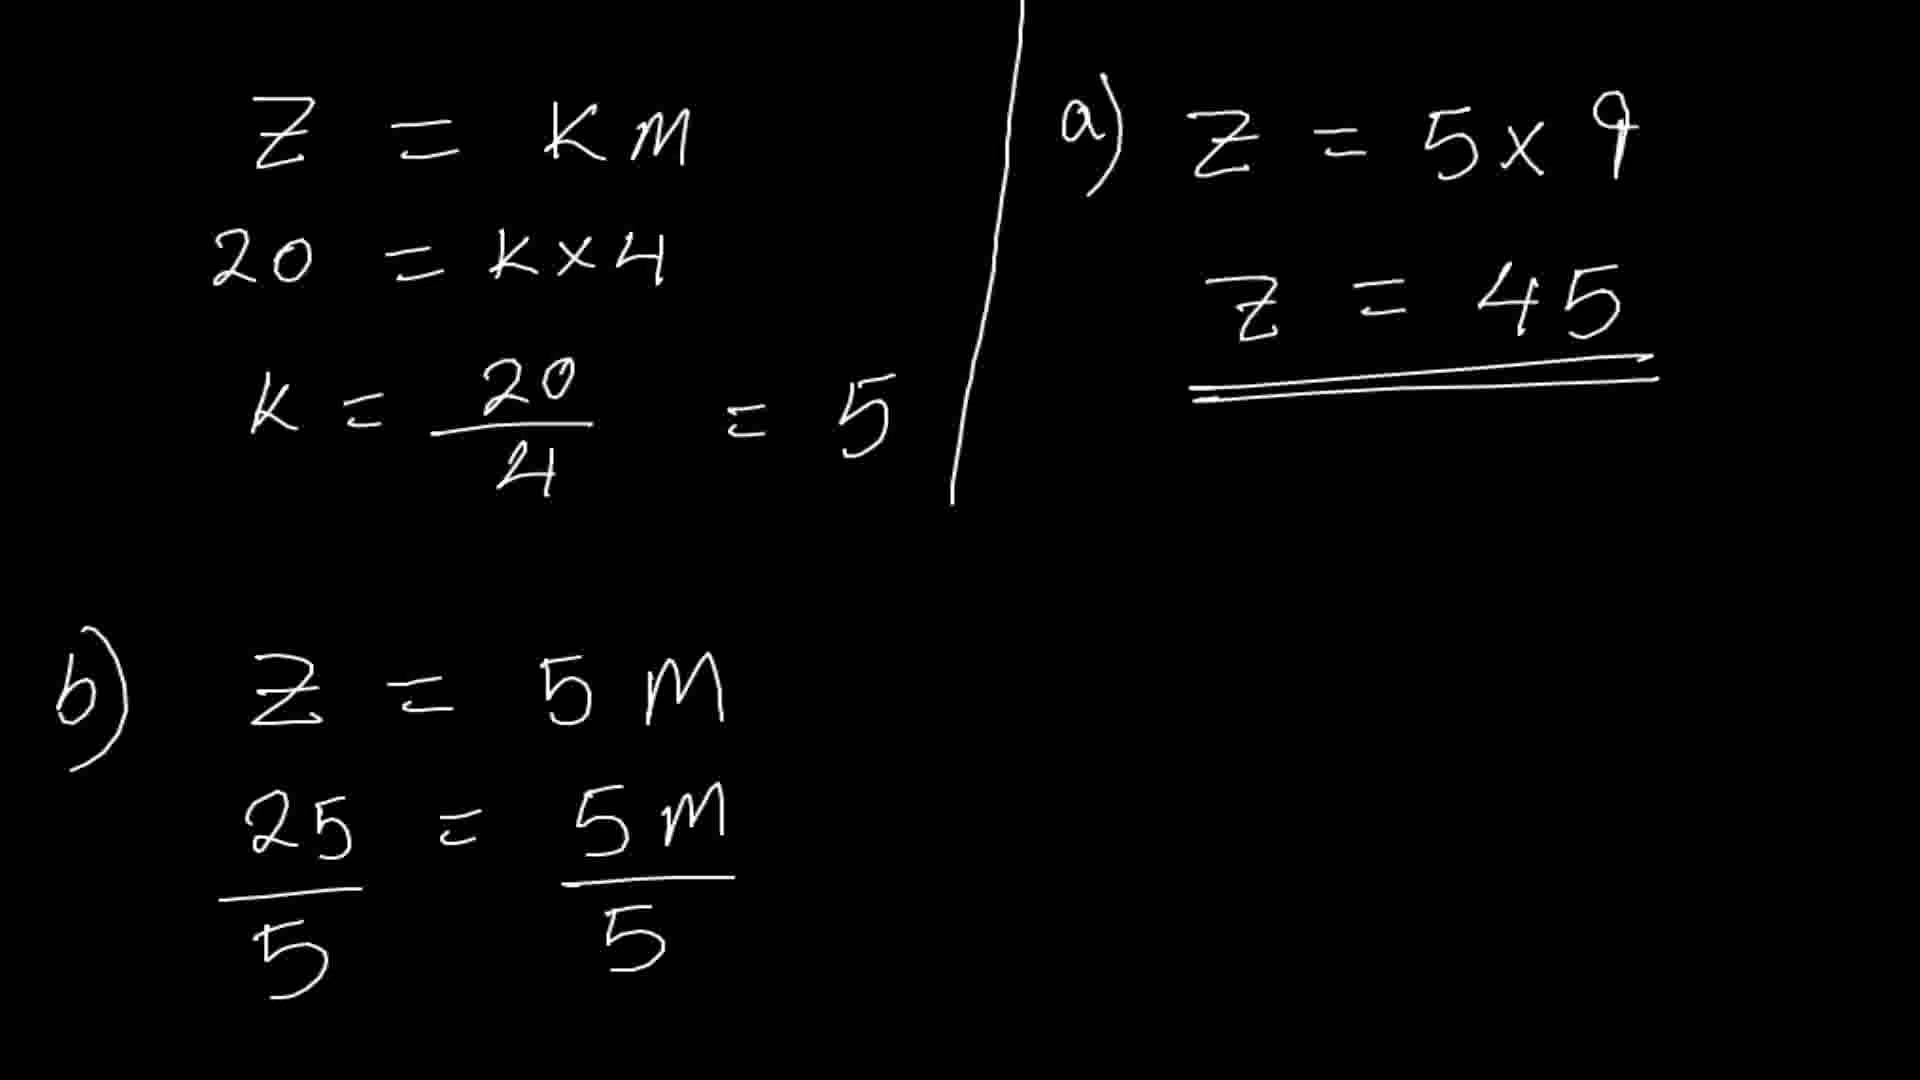 Z = KM
20 = K×4
K = 20/4 = 5
a) Z = 5×9
Z = 45
b) Z = 5M
25/5 = 5M/5